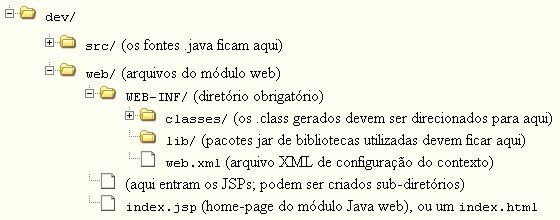 dev/
src/ (os fontes .java ficam aqui)
web/ (arquivos do módulo web)
WEB-INF/ (diretório obrigatório)
classes/ (os .class gerados devem ser direcionados para aqui)
lib/ (pacotes jar de bibliotecas utilizadas devem ficar aqui)
web.xml (arquivo XML de configuração do contexto)
(aqui entram os JSPs; podem ser criados sub-diretórios)
index.jsp (home-page do módulo Java web), ou um index.html